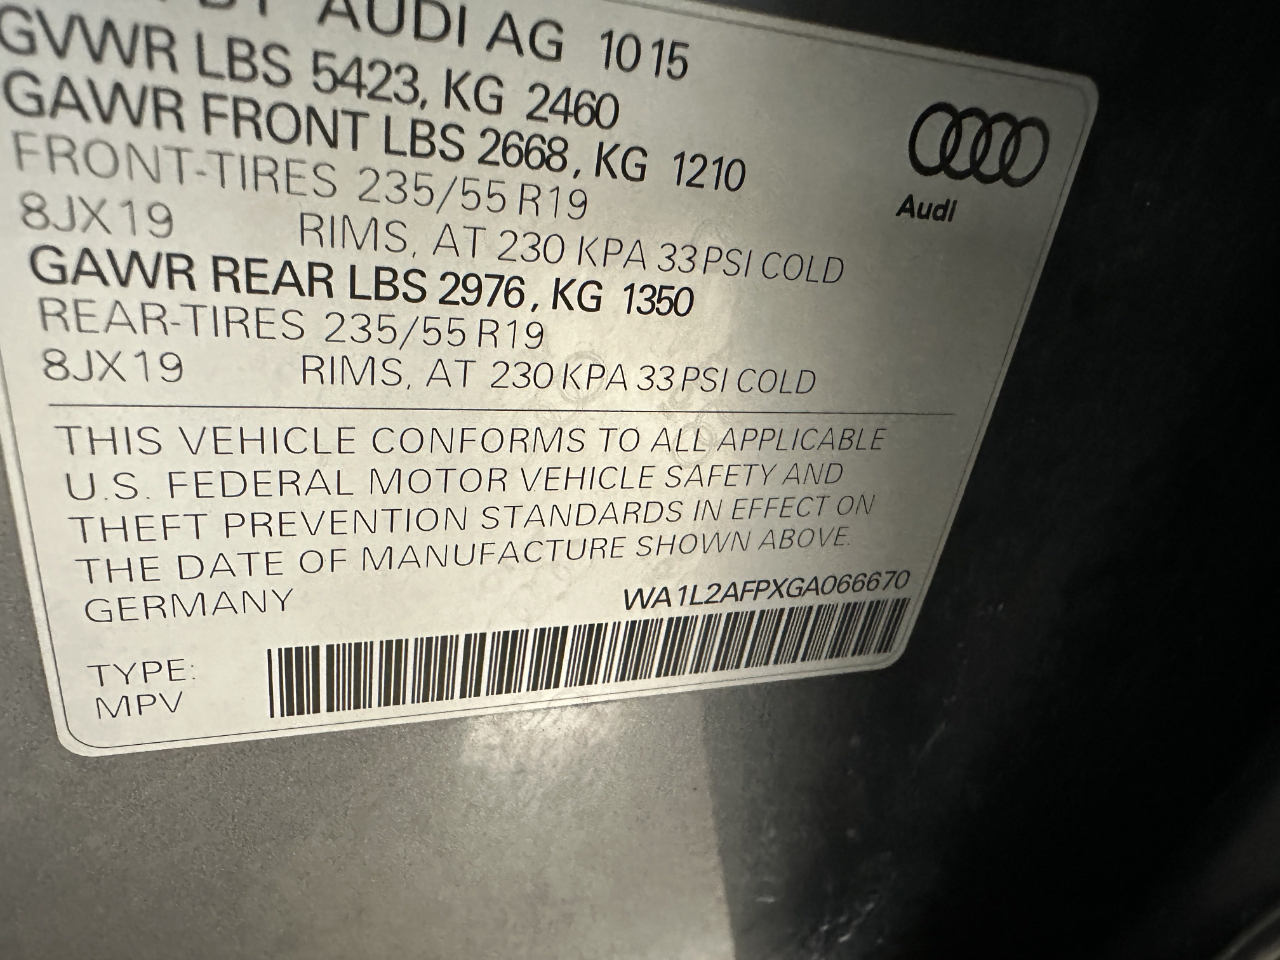 AUDI AG 1015
GVWR LBS 5423, KG 2460
GAWR FRONT LBS 2668, KG 1210
FRONT-TIRES 235/55 R19
8JX19 RIMS, AT 230 KPA 33 PSI COLD
GAWR REAR LBS 2976, KG 1350
REAR-TIRES 235/55 R19
8JX19 RIMS, AT 230 KPA 33 PSI COLD
Audi
THIS VEHICLE CONFORMS TO ALL APPLICABLE
U.S. FEDERAL MOTOR VEHICLE SAFETY AND
THEFT PREVENTION STANDARDS IN EFFECT ON
THE DATE OF MANUFACTURE SHOWN ABOVE.
GERMANY WA1L2AFPXGA066670
TYPE:
MPV